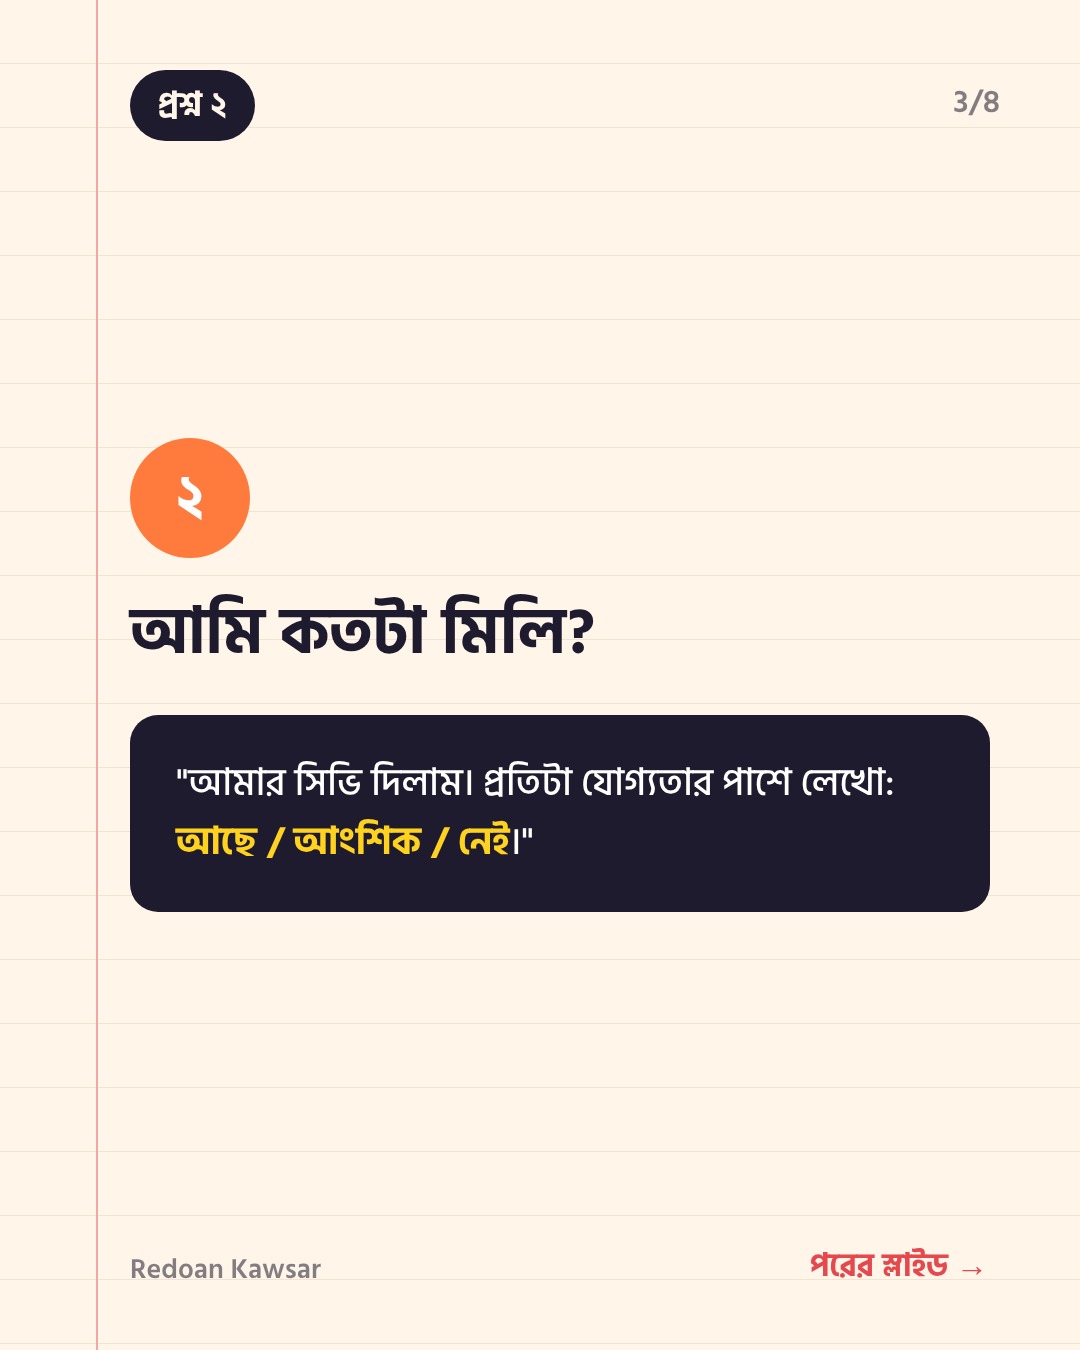 প্রশ্ন ২
3/8
২
আমি কতটা মিলি?
"আমার সিভি দিলাম। প্রতিটা যোগ্যতার পাশে লেখো:
আছে / আংশিক / নেই।"
Redoan Kawsar
পরের স্লাইড →